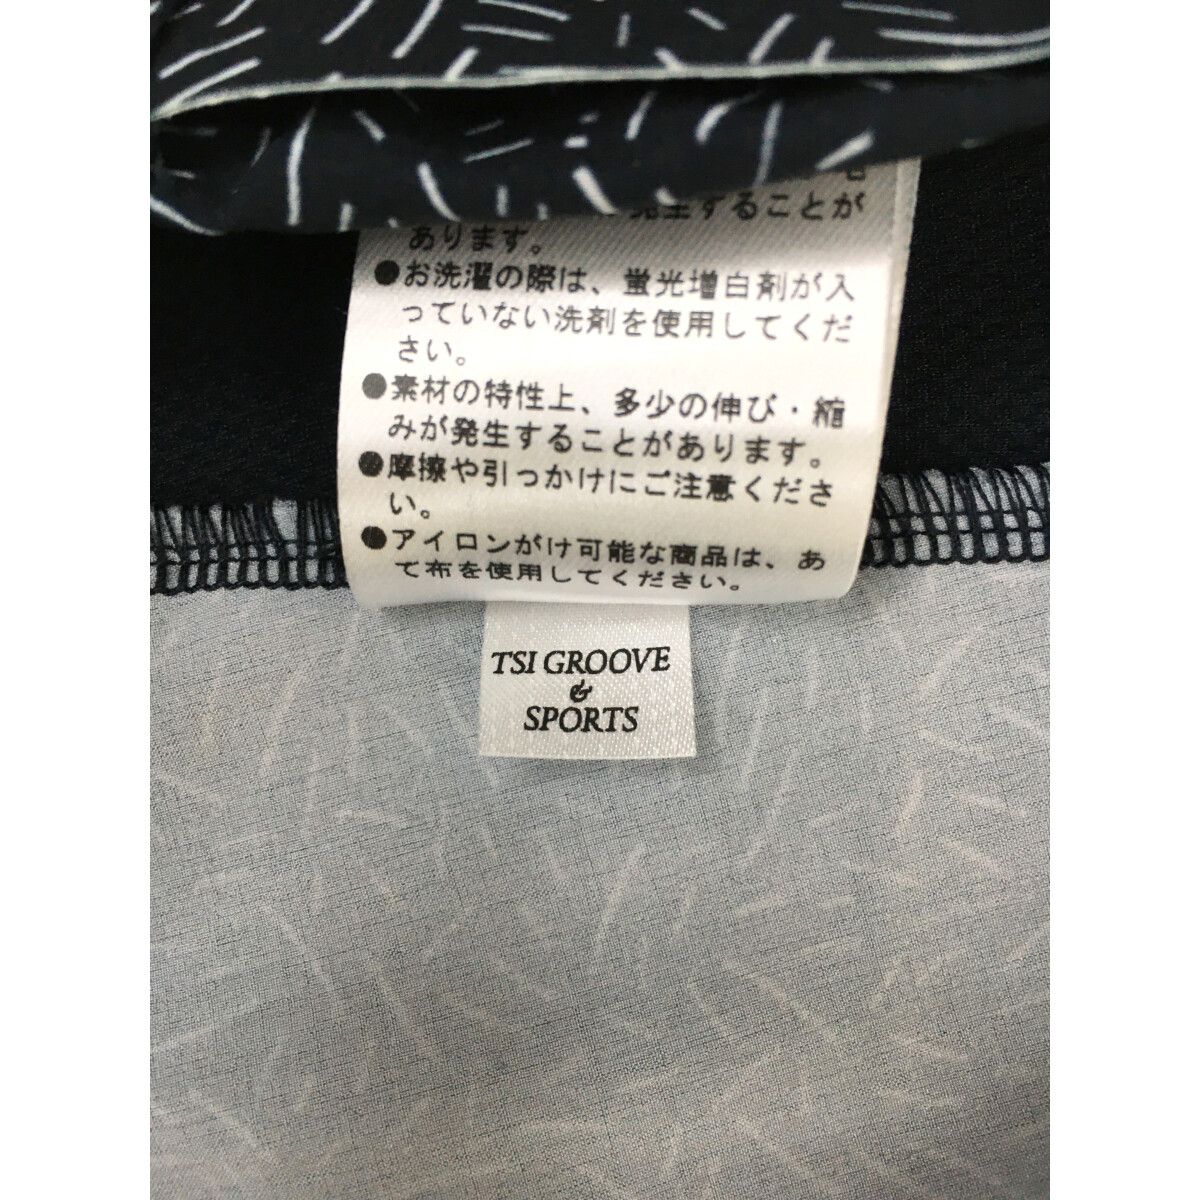 発生することが
あります。
●お洗濯の際は、蛍光増白剤が入
っていない洗剤を使用してくだ
さい。
●素材の特性上、多少の伸び・縮
みが発生することがあります。
●摩擦や引っかけにご注意くださ
い。
●アイロンがけ可能な商品は、あ
て布を使用してください。
TSI GROOVE
&
SPORTS